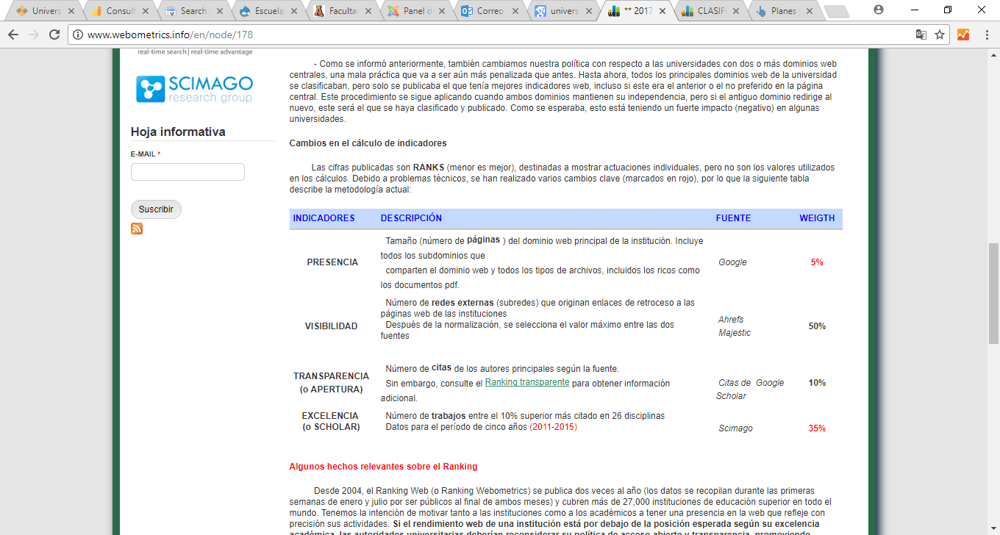 Univers
Consult
Search
Escuela
Faculta
Panel d
Correo
univers
** 2017
CLASIFI
Planes
www.webometrics.info/en/node/178
real-time search| real-time advantage
SCIMAGO
research group
Hoja informativa
E-MAIL *
Suscribir
- Como se informó anteriormente, también cambiamos nuestra política con respecto a las universidades con dos o más dominios web
centrales, una mala práctica que va a ser aún más penalizada que antes. Hasta ahora, todos los principales dominios web de la universidad
se clasificaban, pero solo se publicaba el que tenía mejores indicadores web, incluso si este era el anterior o el no preferido en la página
central. Este procedimiento se sigue aplicando cuando ambos dominios mantienen su independencia, pero si el antiguo dominio redirige al
nuevo, este será el que se haya clasificado y publicado. Como se esperaba, esto está teniendo un fuerte impacto (negativo) en algunas
universidades.
Cambios en el cálculo de indicadores
Las cifras publicadas son RANKS (menor es mejor), destinadas a mostrar actuaciones individuales, pero no son los valores utilizados
en los cálculos. Debido a problemas técnicos, se han realizado varios cambios clave (marcados en rojo), por lo que la siguiente tabla
describe la metodología actual:
INDICADORES DESCRIPCIÓN FUENTE WEIGTH
PRESENCIA
Tamaño (número de páginas ) del dominio web principal de la institución. Incluye
todos los subdominios que
comparten el dominio web y todos los tipos de archivos, incluidos los ricos como
los documentos pdf.
Google
5%
VISIBILIDAD
Número de redes externas (subredes) que originan enlaces de retroceso a las
páginas web de las instituciones
Después de la normalización, se selecciona el valor máximo entre las dos
fuentes
Ahrefs
Majestic
50%
TRANSPARENCIA
(o APERTURA)
Número de citas de los autores principales según la fuente.
Sin embargo, consulte el Ranking transparente para obtener información
adicional.
Citas de Google
Scholar
10%
EXCELENCIA
(o SCHOLAR)
Número de trabajos entre el 10% superior más citado en 26 disciplinas
Datos para el período de cinco años (2011-2015)
Scimago
35%
Algunos hechos relevantes sobre el Ranking
Desde 2004, el Ranking Web (o Ranking Webometrics) se publica dos veces al año (los datos se recopilan durante las primeras
semanas de enero y julio por ser públicos al final de ambos meses) y cubren más de 27,000 instituciones de educación superior en todo el
mundo. Tenemos la intención de motivar tanto a las instituciones como a los académicos a tener una presencia en la web que refleje con
precisión sus actividades. Si el rendimiento web de una institución está por debajo de la posición esperada según su excelencia
académica, las autoridades universitarias deberían reconsiderar su política de acceso abierto y transparencia, promoviendo